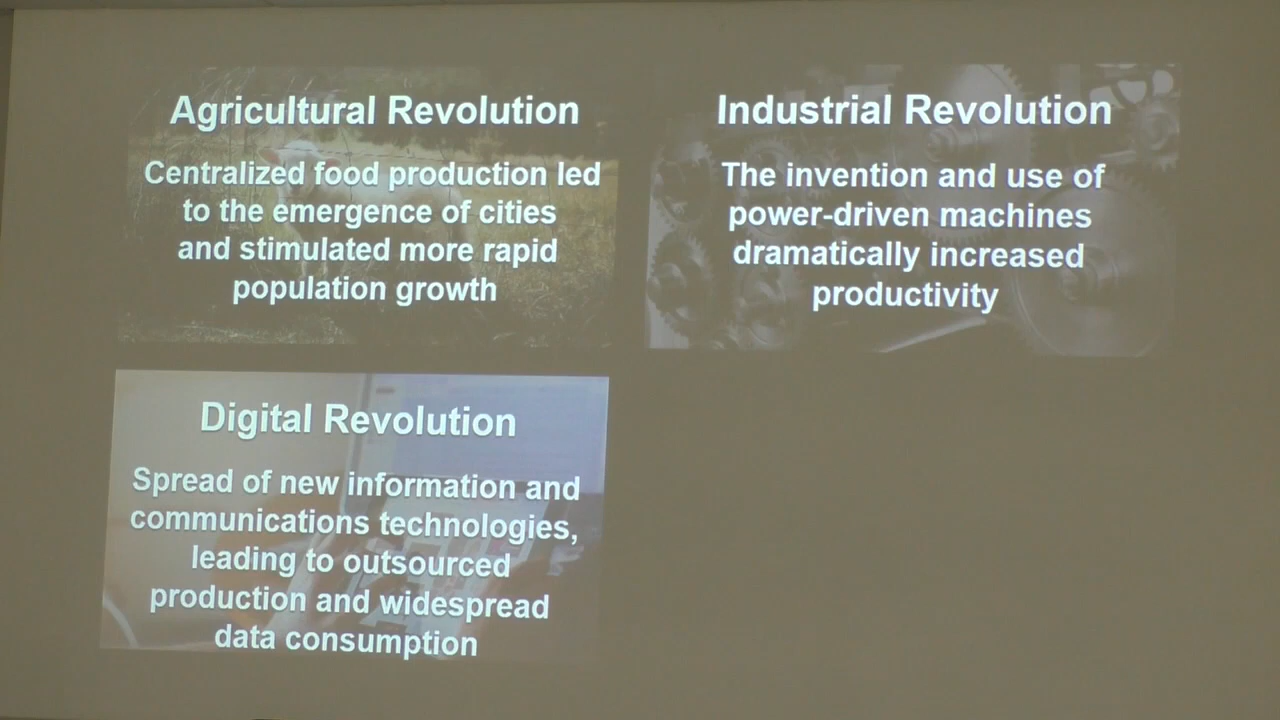 Agricultural Revolution
Centralized food production led
to the emergence of cities
and stimulated more rapid
population growth
Industrial Revolution
The invention and use of
power-driven machines
dramatically increased
productivity
Digital Revolution
Spread of new information and
communications technologies,
leading to outsourced
production and widespread
data consumption